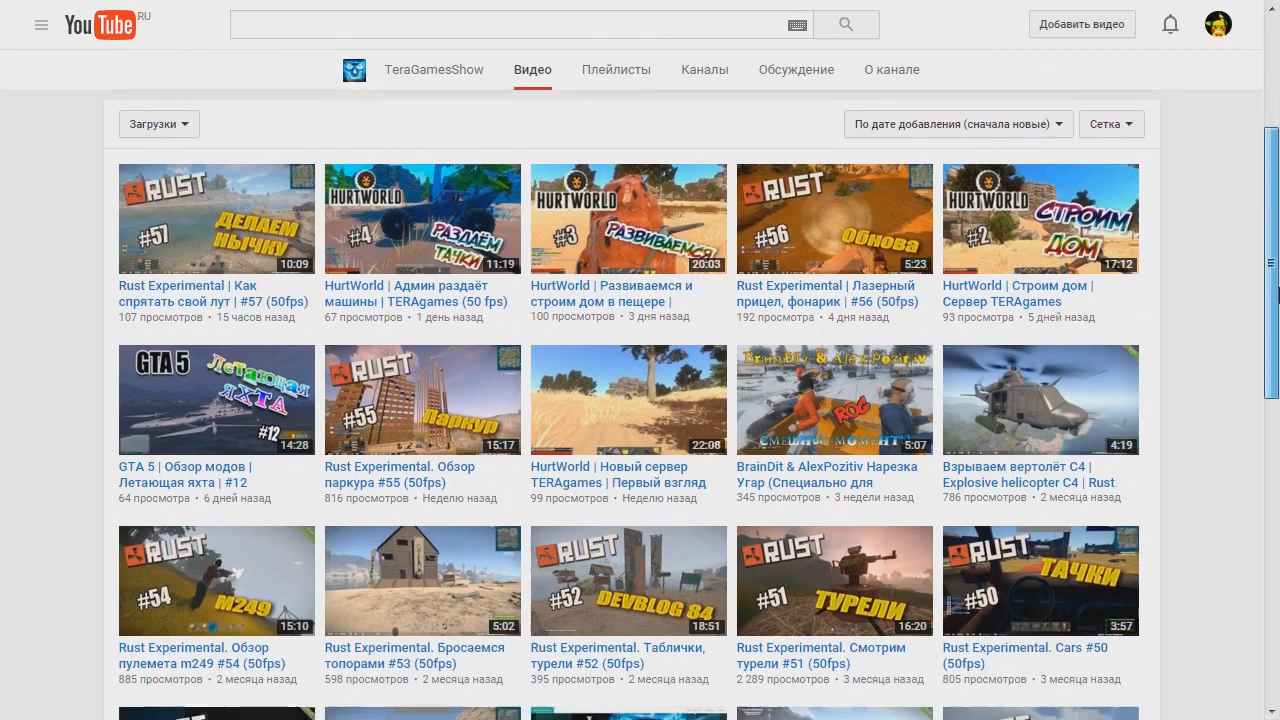 YouTube RU
Добавить видео
TeraGamesShow Видео Плейлисты Каналы Обсуждение О канале
Загрузки
По дате добавления (сначала новые) Сетка
RUST #57 ДЕЛАЕМ НЫЧКУ 10:09
HURTWORLD #4 РАЗДАЁМ ТАЧКИ 11:19
HURTWORLD #3 РАЗВИВАЕМСЯ 20:03
RUST #56 Обнова 5:23
HURTWORLD #2 СТРОИМ ДОМ 17:12
Rust Experimental | Как
спрятать свой лут | #57 (50fps)
107 просмотров • 15 часов назад
HurtWorld | Админ раздаёт
машины | TERAgames (50 fps)
67 просмотров • 1 день назад
HurtWorld | Развиваемся и
строим дом в пещере |
100 просмотров • 3 дня назад
Rust Experimental | Лазерный
прицел, фонарик | #56 (50fps)
192 просмотра • 4 дня назад
HurtWorld | Строим дом |
Сервер TERAgames
93 просмотра • 5 дней назад
GTA 5 Летающая ЯХТА #12 14:28
RUST #55 Паркур 15:17
22:08
BrainDit & AlexPozitiv ROG СМЕШНЫЕ МОМЕНТЫ 5:07
4:19
GTA 5 | Обзор модов |
Летающая яхта | #12
64 просмотра • 6 дней назад
Rust Experimental. Обзор
паркура #55 (50fps)
816 просмотров • Неделю назад
HurtWorld | Новый сервер
TERAgames | Первый взгляд
99 просмотров • Неделю назад
BrainDit & AlexPozitiv Нарезка
Угар (Специально для
345 просмотров • 3 недели назад
Взрываем вертолёт C4 |
Explosive helicopter C4 | Rust
786 просмотров • 2 месяца назад
RUST #54 M249 15:10
5:02
RUST #52 DEVBLOG 84 18:51
RUST #51 ТУРЕЛИ 16:20
RUST #50 ТАЧКИ 3:57
Rust Experimental. Обзор
пулемета m249 #54 (50fps)
885 просмотров • 2 месяца назад
Rust Experimental. Бросаемся
топорами #53 (50fps)
598 просмотров • 2 месяца назад
Rust Experimental. Таблички,
турели #52 (50fps)
395 просмотров • 2 месяца назад
Rust Experimental. Смотрим
турели #51 (50fps)
2 289 просмотров • 3 месяца назад
Rust Experimental. Cars #50
(50fps)
805 просмотров • 3 месяца назад